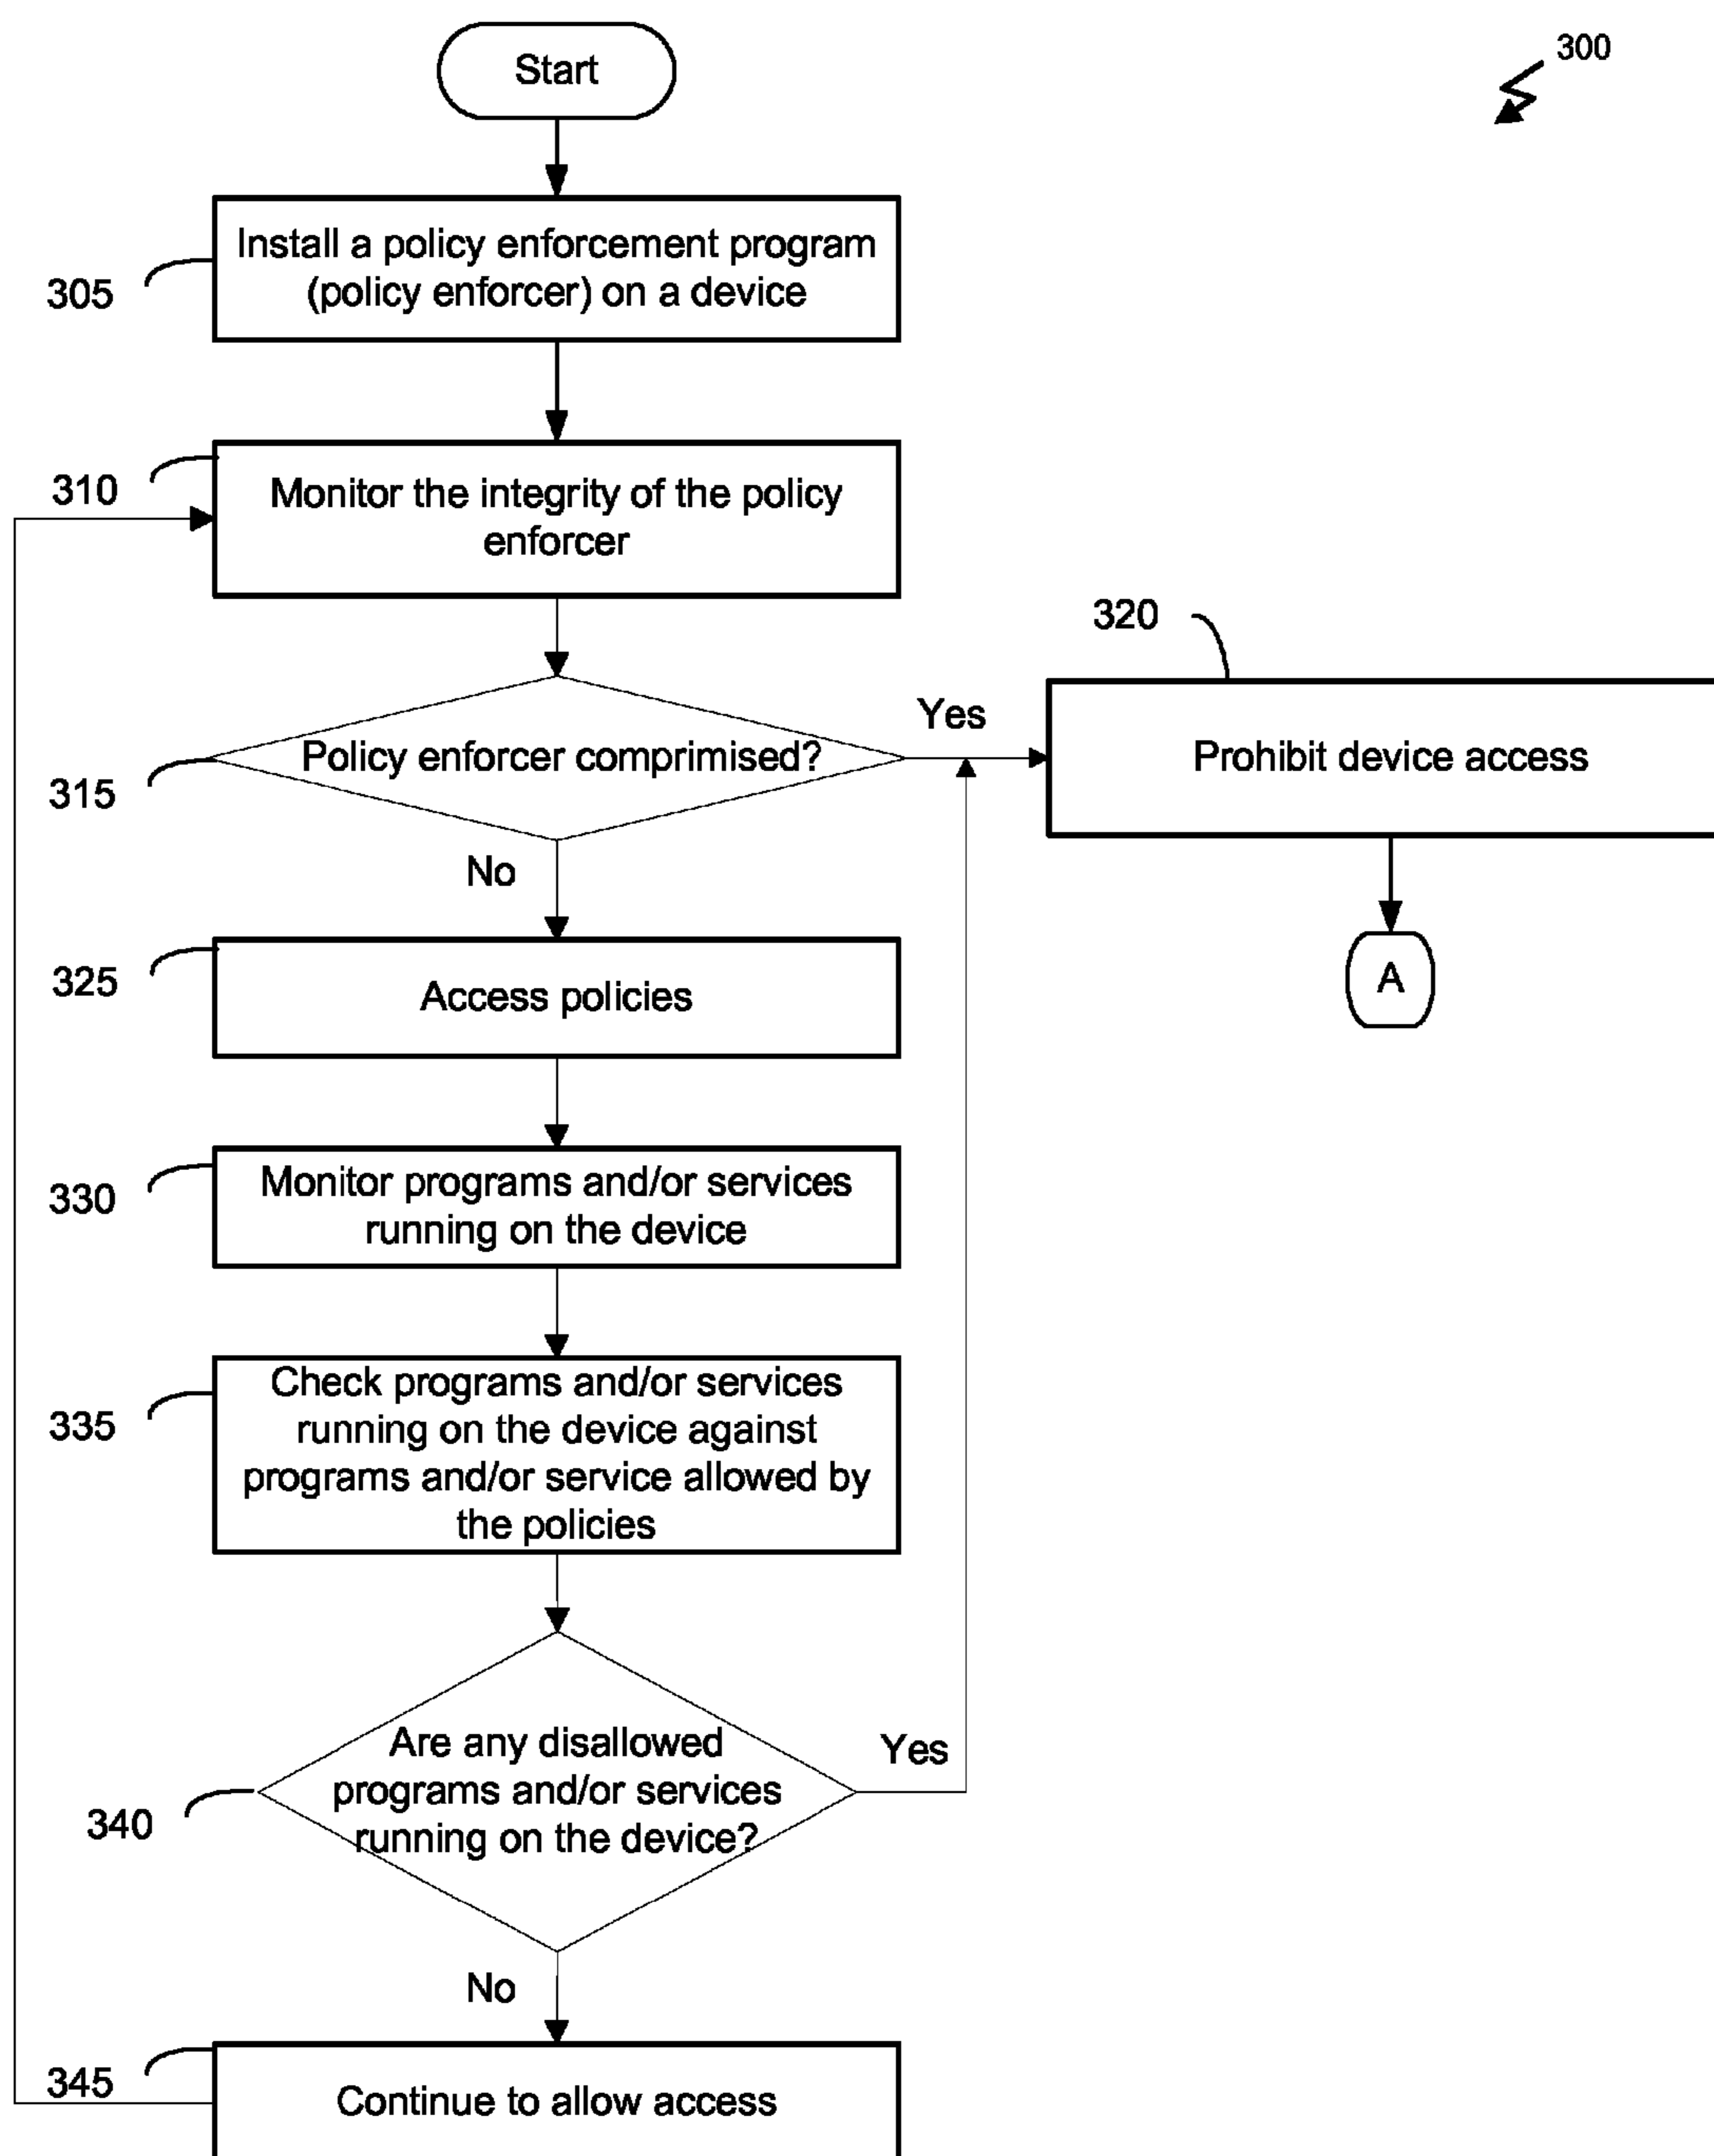 Start
300
305
Install a policy enforcement program
(policy enforcer) on a device
310
Monitor the integrity of the policy
enforcer
315
Policy enforcer comprimised?
Yes
320
Prohibit device access
A
No
325
Access policies
330
Monitor programs and/or services
running on the device
335
Check programs and/or services
running on the device against
programs and/or service allowed by
the policies
340
Are any disallowed
programs and/or services
running on the device?
Yes
No
345
Continue to allow access